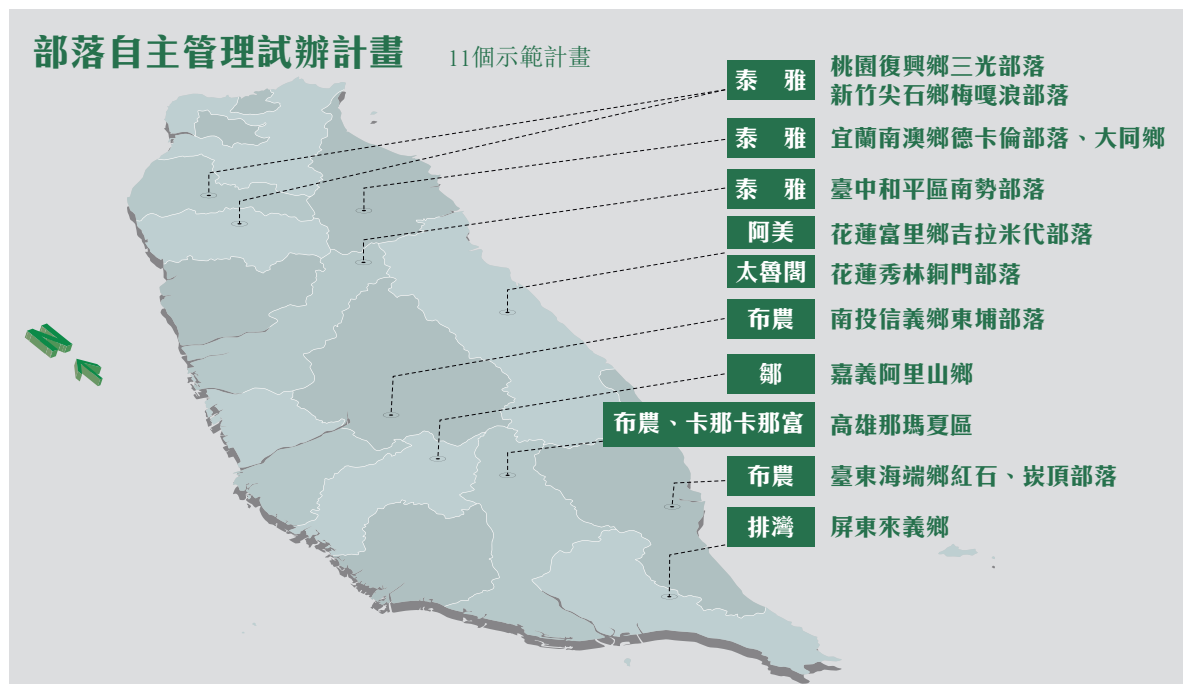 部落自主管理試辦計畫 11個示範計畫
泰 雅 桃園復興鄉三光部落
新竹尖石鄉梅嘎浪部落
泰 雅 宜蘭南澳鄉德卡倫部落、大同鄉
泰 雅 臺中和平區南勢部落
阿美 花蓮富里鄉吉拉米代部落
太魯閣 花蓮秀林銅門部落
布農 南投信義鄉東埔部落
鄒 嘉義阿里山鄉
布農、卡那卡那富 高雄那瑪夏區
布農 臺東海端鄉紅石、崁頂部落
排灣 屏東來義鄉
N